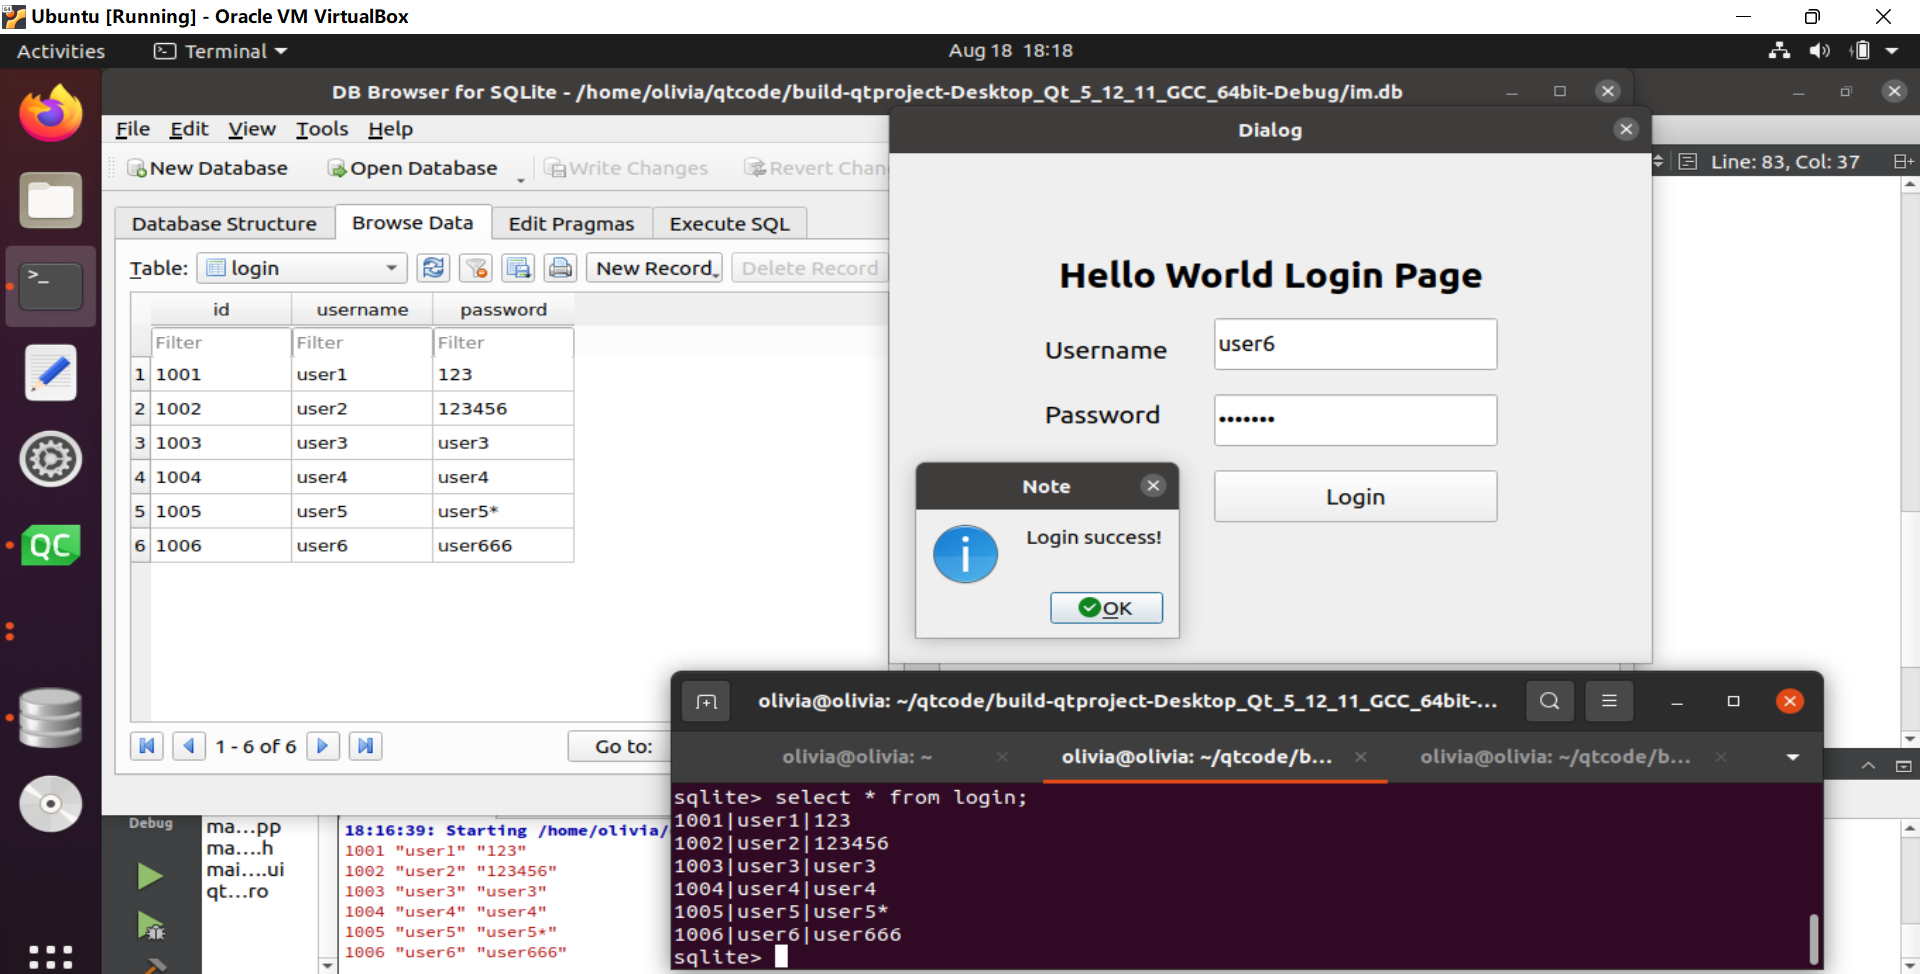 Ubuntu [Running] - Oracle VM VirtualBox
Activities
Terminal
Aug 18 18:18
DB Browser for SQLite - /home/olivia/qtcode/build-qtproject-Desktop_Qt_5_12_11_GCC_64bit-Debug/im.db
File Edit View Tools Help
New Database
Open Database
Write Changes
Database Structure
Browse Data
Edit Pragmas
Execute SQL
Table:
login
New Record
Delete Record
id username password
Filter Filter Filter
1 1001 user1 123
2 1002 user2 123456
3 1003 user3 user3
4 1004 user4 user4
5 1005 user5 user5*
6 1006 user6 user666
1 - 6 of 6
Go to:
Line: 83, Col: 37
Dialog
Hello World Login Page
Username
user6
Password
•••••••
Login
Note
Login success!
OK
QC
olivia@olivia: ~/qtcode/build-qtproject-Desktop_Qt_5_12_11_GCC_64bit-...
olivia@olivia: ~
olivia@olivia: ~/qtcode/b...
olivia@olivia: ~/qtcode/b...
sqlite> select * from login;
1001|user1|123
1002|user2|123456
1003|user3|user3
1004|user4|user4
1005|user5|user5*
1006|user6|user666
sqlite>
Debug
ma...pp
ma....h
mai....ui
qt...ro
18:16:39: Starting /home/olivia/
1001 "user1" "123"
1002 "user2" "123456"
1003 "user3" "user3"
1004 "user4" "user4"
1005 "user5" "user5*"
1006 "user6" "user666"